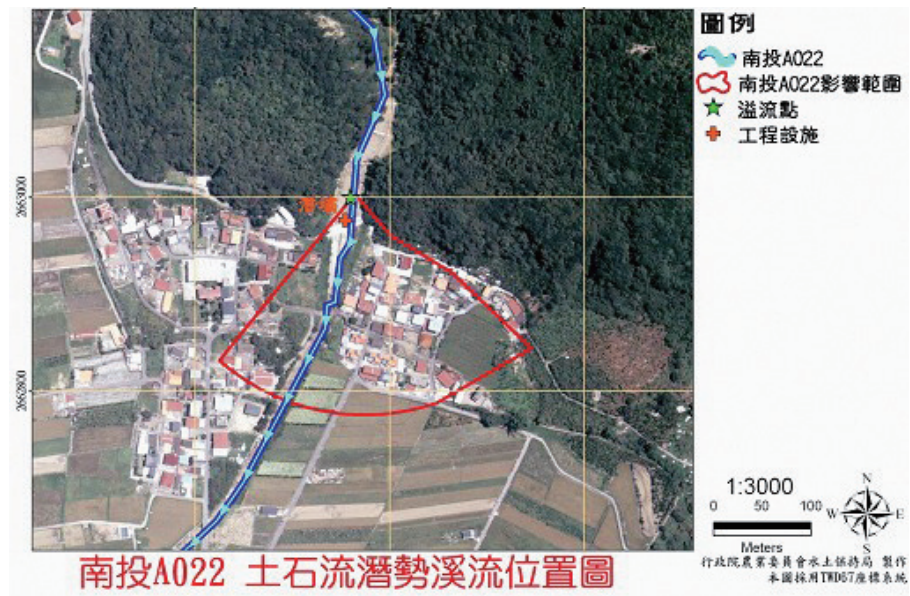 圖例
南投A022
南投A022影響範圍
溢流點
工程設施
2663000
2662800
1:3000
0 50 100
Meters
N
W E
S
行政院農業委員會水土保持局 製作
本圖採用TWD67座標系統
南投A022 土石流潛勢溪流位置圖